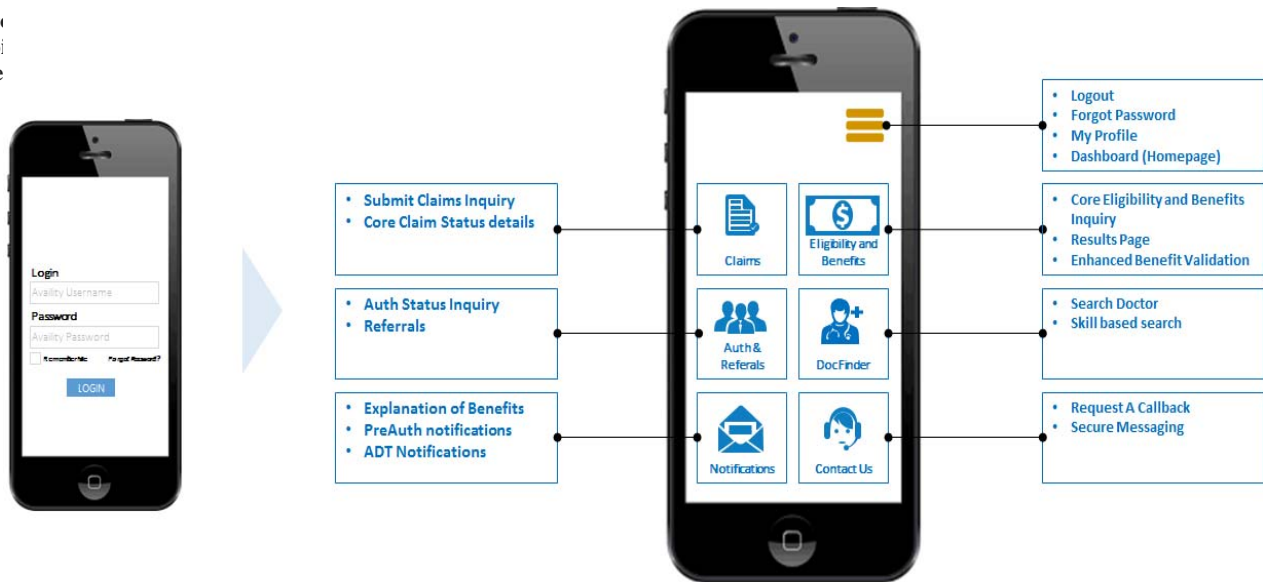 Login
Availity Username
Password
Availity Password
Remember Me Forgot Password?
LOGIN
• Submit Claims Inquiry
• Core Claim Status details
• Auth Status Inquiry
• Referrals
• Explanation of Benefits
• PreAuth notifications
• ADT Notifications
Claims
Eligibility and
Benefits
Auth &
Referals
DocFinder
Notifications
Contact Us
• Logout
• Forgot Password
• My Profile
• Dashboard (Homepage)
• Core Eligibility and Benefits
Inquiry
• Results Page
• Enhanced Benefit Validation
• Search Doctor
• Skill based search
• Request A Callback
• Secure Messaging